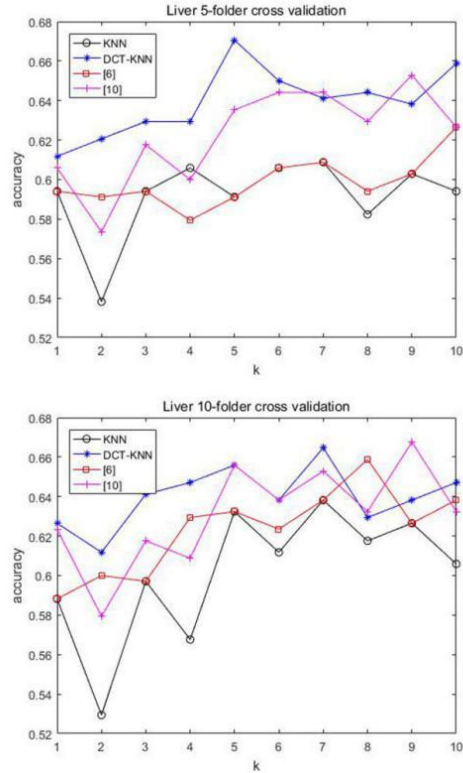 Liver 5-folder cross validation
0.68
0.66
0.64
0.62
0.6
0.58
0.56
0.54
0.52
accuracy
KNN
DCT-KNN
[6]
[10]
1 2 3 4 5 6 7 8 9 10
k
Liver 10-folder cross validation
0.68
0.66
0.64
0.62
0.6
0.58
0.56
0.54
0.52
accuracy
KNN
DCT-KNN
[6]
[10]
1 2 3 4 5 6 7 8 9 10
k